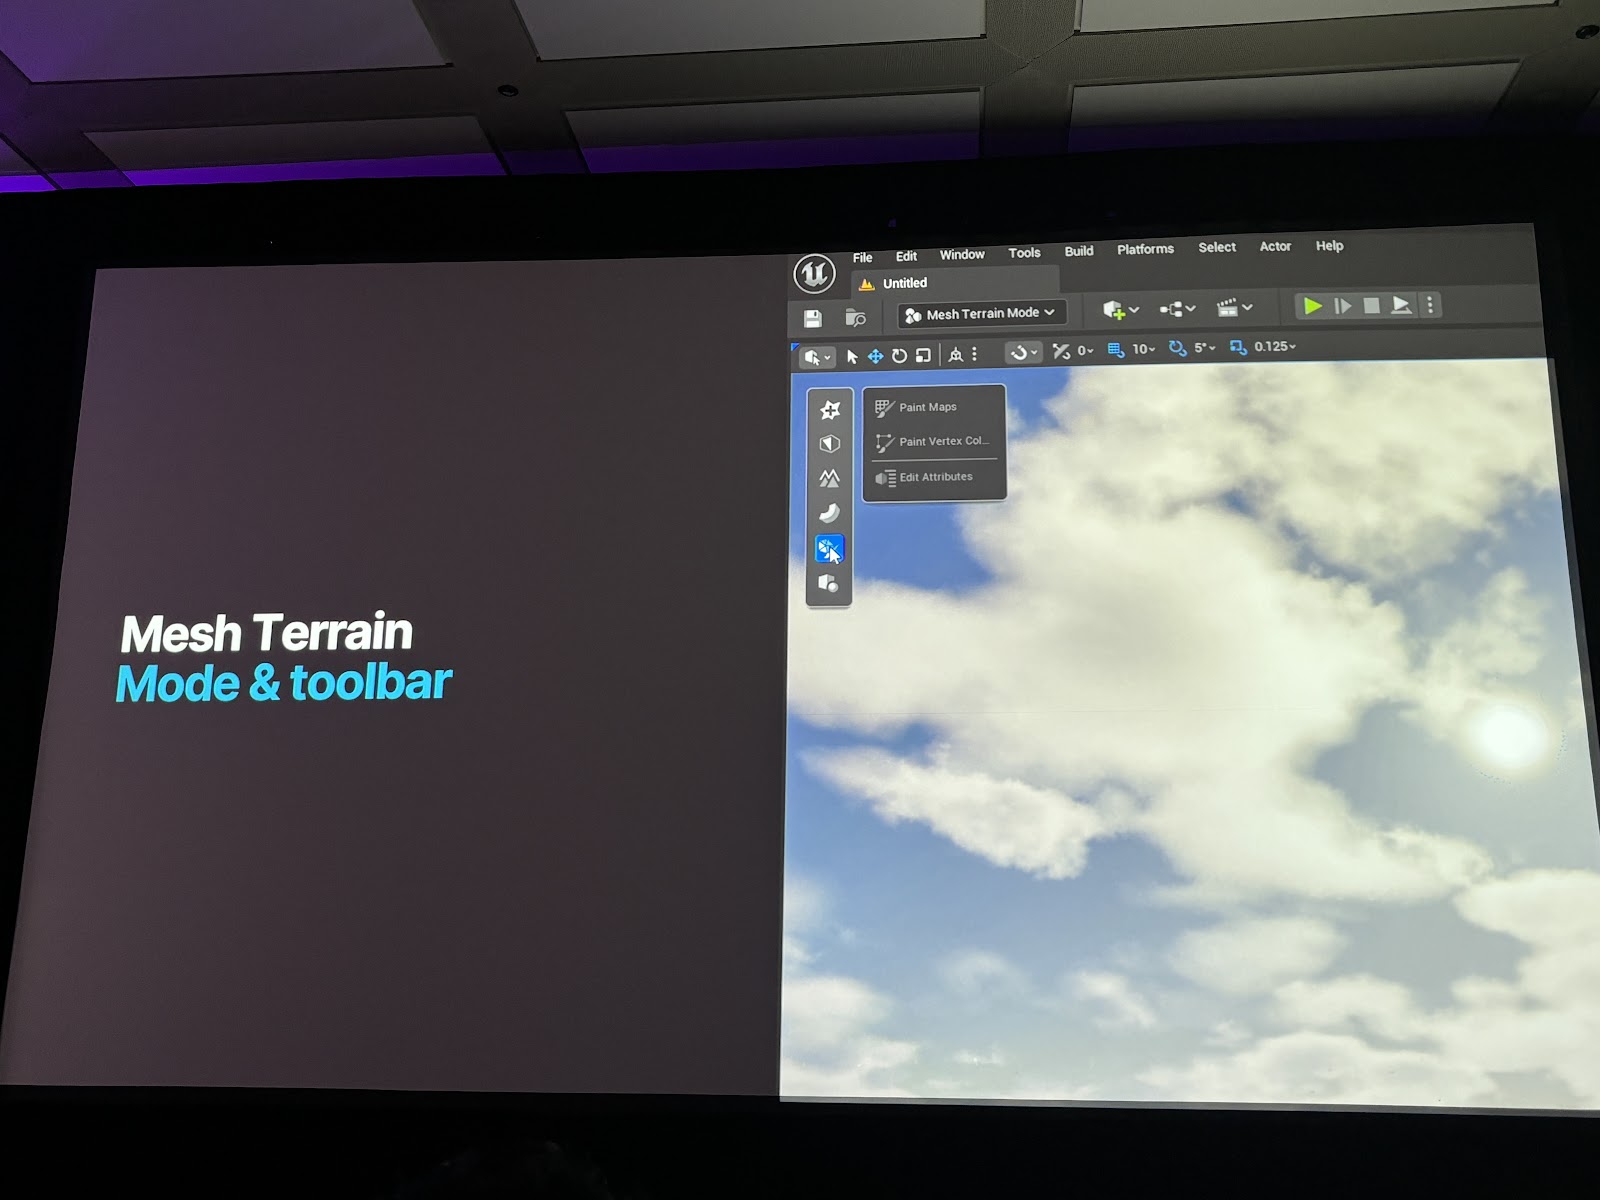 Mesh Terrain
Mode & toolbar
File Edit Window Tools Build Platforms Select Actor Help
Untitled
Mesh Terrain Mode
0 10 5° 0.125
Paint Maps
Paint Vertex Col...
Edit Attributes